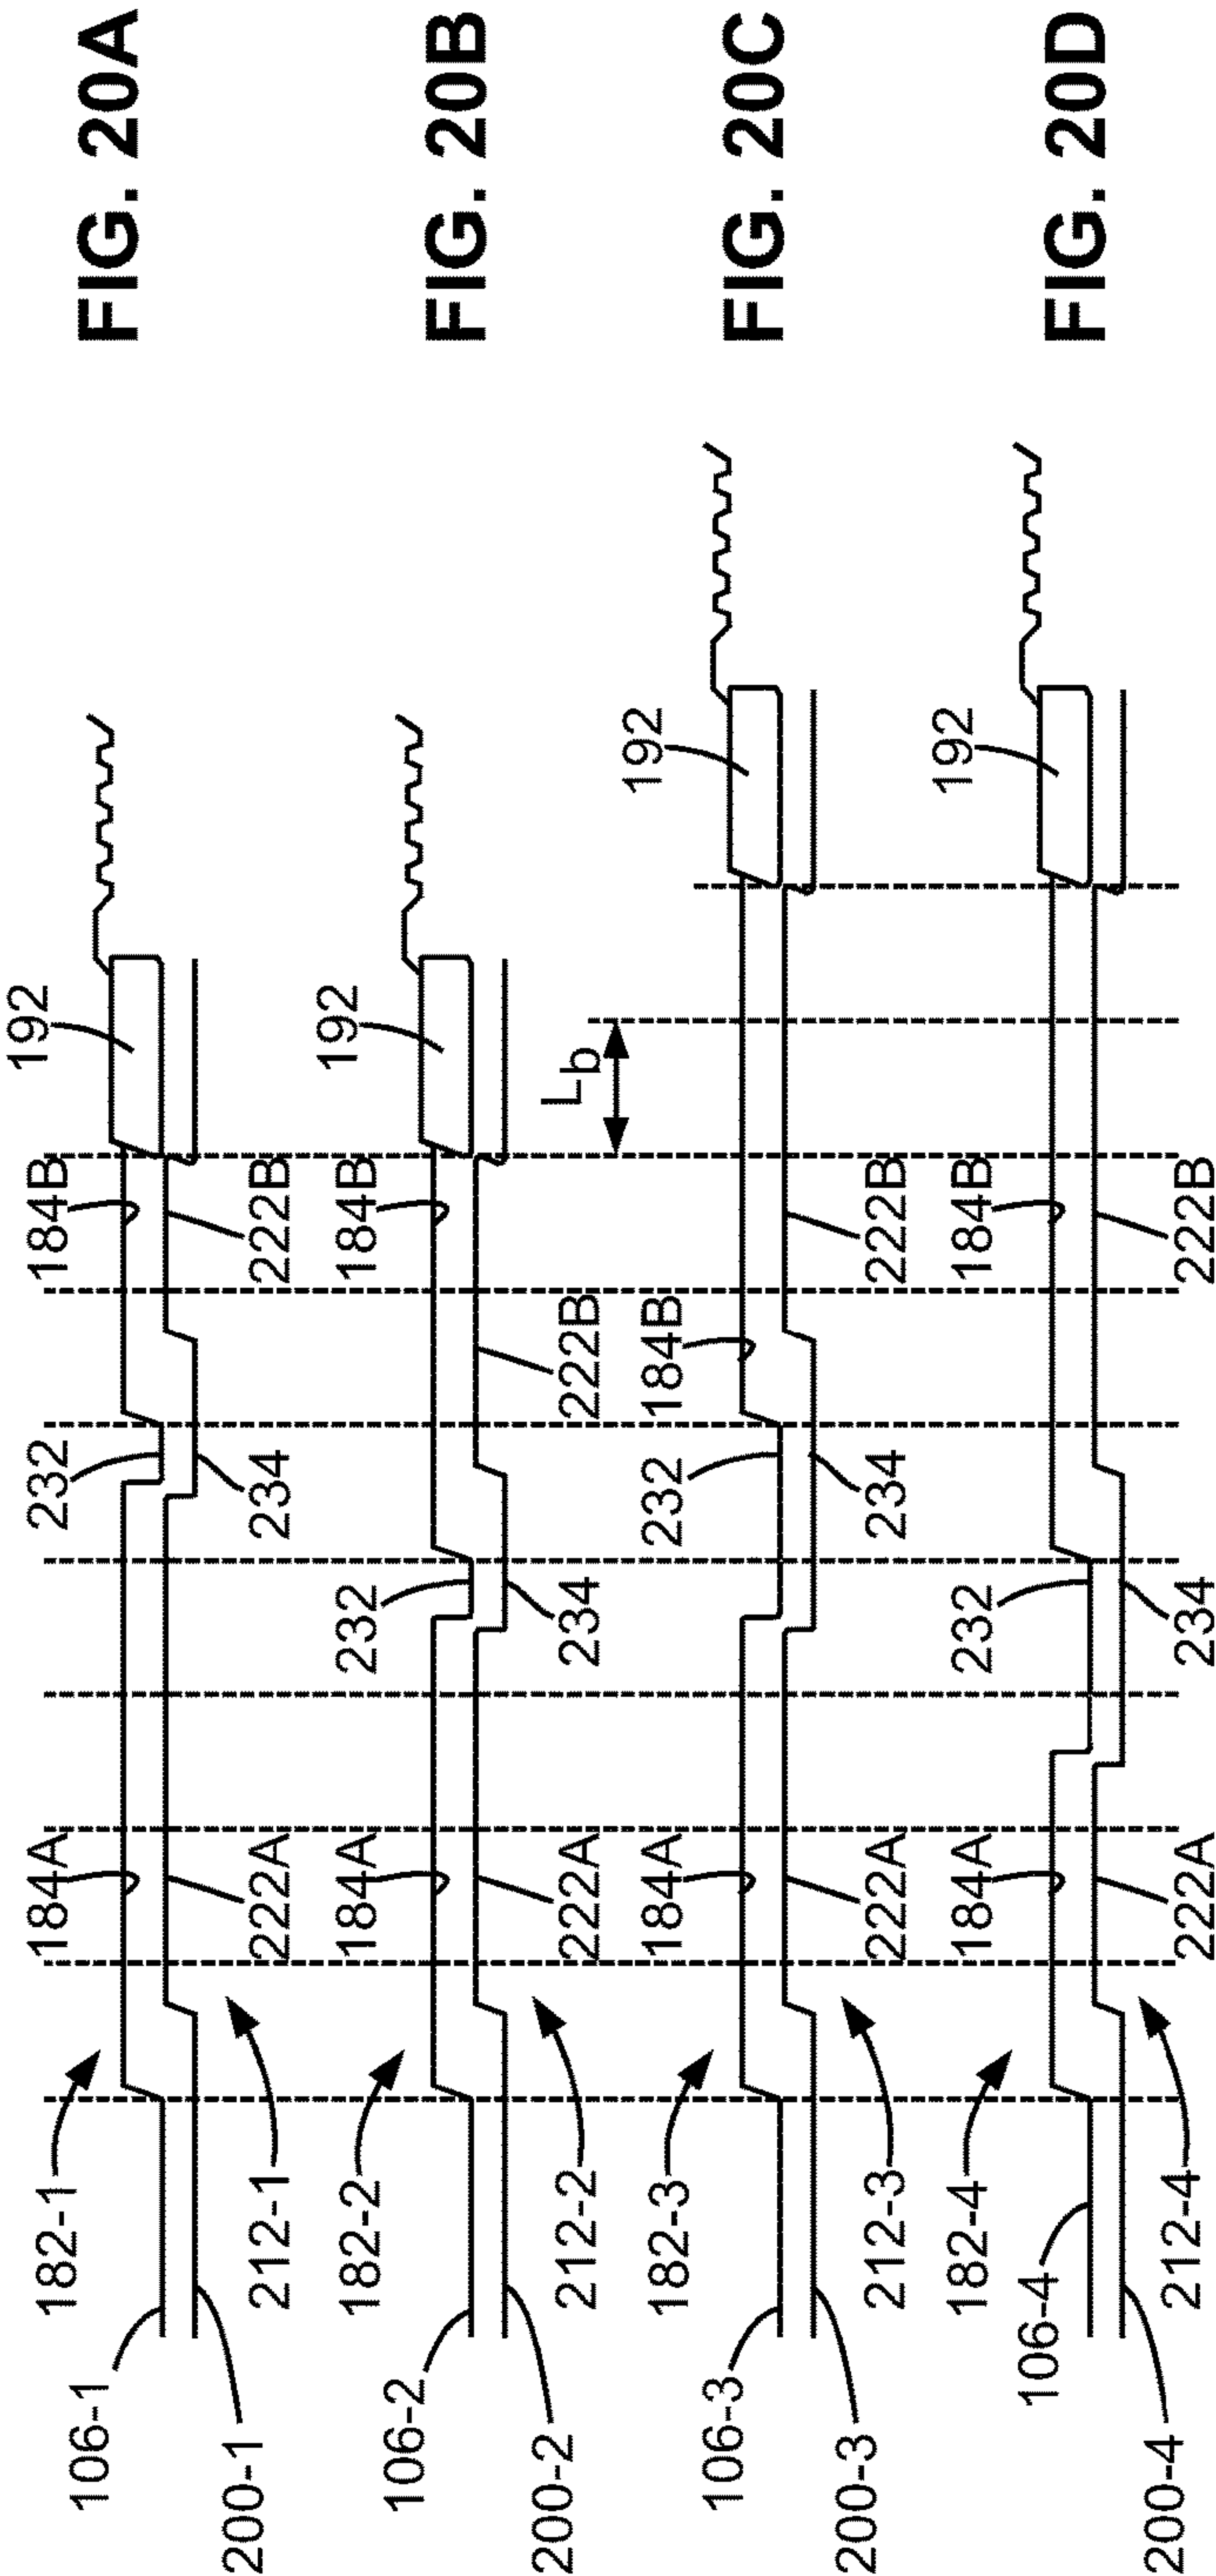 FIG. 20A
106-1
182-1
184A
232
184B
192
200-1
212-1
222A
234
222B
FIG. 20B
106-2
182-2
184A
232
184B
192
200-2
212-2
222A
234
222B
Lb
FIG. 20C
106-3
182-3
184A
232
184B
192
200-3
212-3
222A
234
222B
FIG. 20D
106-4
182-4
184A
232
184B
192
200-4
212-4
222A
234
222B